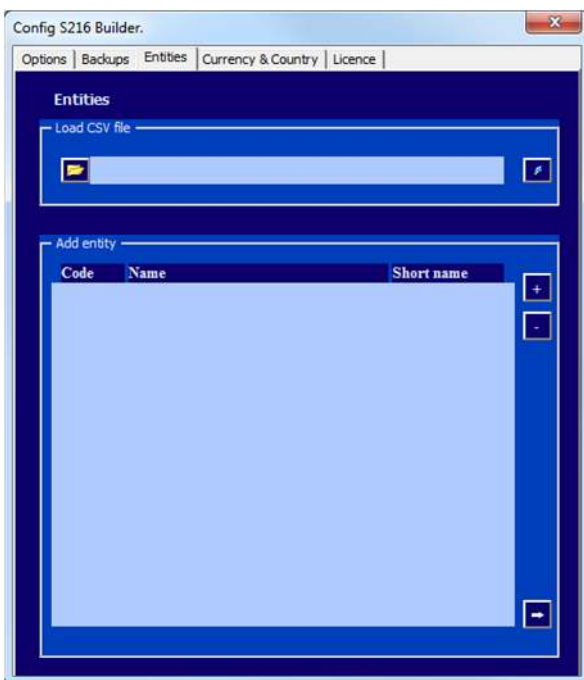 Config S216 Builder.
Options Backups Entities Currency & Country Licence
Entities
Load CSV file
Add entity
Code Name Short name
+
-